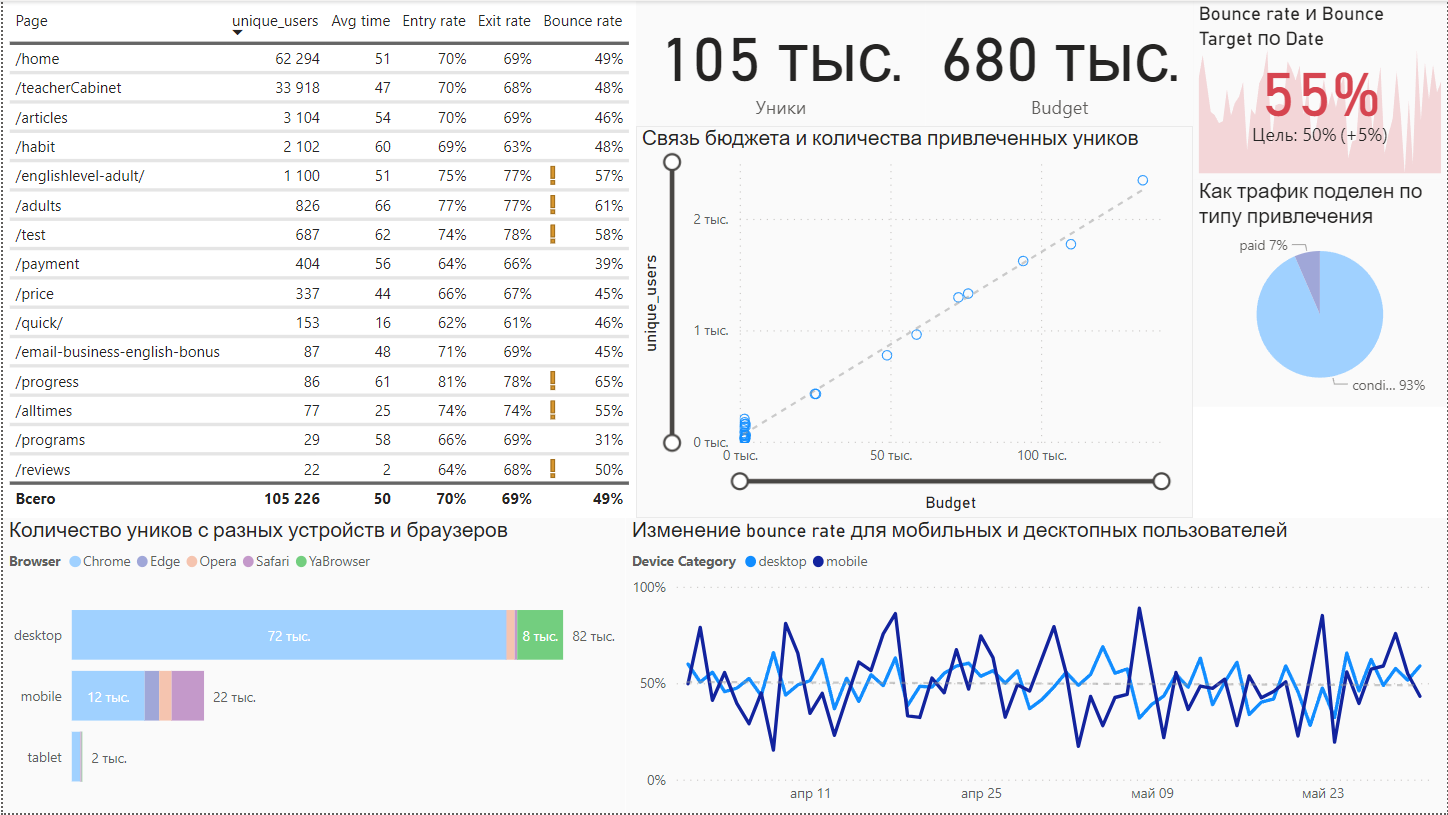 Page unique_users Avg time Entry rate Exit rate Bounce rate
/home 62 294 51 70% 69% 49%
/teacherCabinet 33 918 47 70% 68% 48%
/articles 3 104 54 70% 69% 46%
/habit 2 102 60 69% 63% 48%
/englishlevel-adult/ 1 100 51 75% 77% 57%
/adults 826 66 77% 77% 61%
/test 687 62 74% 78% 58%
/payment 404 56 64% 66% 39%
/price 337 44 66% 67% 45%
/quick/ 153 16 62% 61% 46%
/email-business-english-bonus 87 48 71% 69% 45%
/progress 86 61 81% 78% 65%
/alltimes 77 25 74% 74% 55%
/programs 29 58 66% 69% 31%
/reviews 22 2 64% 68% 50%
Всего 105 226 50 70% 69% 49%
105 тыс.
Уники
680 тыс.
Budget
Связь бюджета и количества привлеченных уников
unique_users
2 тыс.
1 тыс.
0 тыс.
0 тыс. 50 тыс. 100 тыс.
Budget
Bounce rate и Bounce
Target по Date
55%
Цель: 50% (+5%)
Как трафик поделен по
типу привлечения
paid 7%
condi... 93%
Количество уников с разных устройств и браузеров
Browser Chrome Edge Opera Safari YaBrowser
desktop 72 тыс. 8 тыс. 82 тыс.
mobile 12 тыс. 22 тыс.
tablet 2 тыс.
Изменение bounce rate для мобильных и десктопных пользователей
Device Category desktop mobile
100%
50%
0%
апр 11 апр 25 май 09 май 23